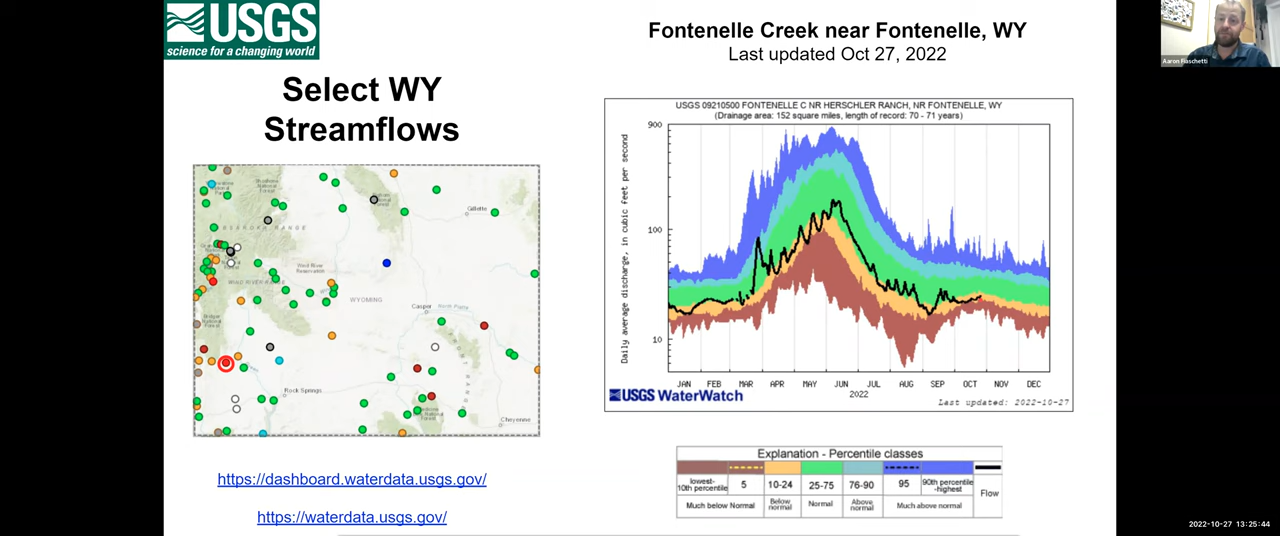 USGS
science for a changing world
Select WY
Streamflows
Gillette
WYOMING
Casper
Rock Springs
Cheyenne
https://dashboard.waterdata.usgs.gov/
https://waterdata.usgs.gov/
Fontenelle Creek near Fontenelle, WY
Last updated Oct 27, 2022
USGS 09210500 FONTENELLE C NR HERSCHLER RANCH, NR FONTENELLE, WY
(Drainage area: 152 square miles, length of record: 70 - 71 years)
Daily average discharge, in cubic feet per second
900
100
10
JAN FEB MAR APR MAY JUN JUL AUG SEP OCT NOV DEC
2022
USGS WaterWatch
Last updated: 2022-10-27
Explanation - Percentile classes
lowest-
10th percentile
5
10-24
25-75
76-90
95
90th percentile
-highest
Flow
Much below Normal
Below
normal
Normal
Above
normal
Much above normal
Aaron Fiaschetti
2022-10-27 13:25:44